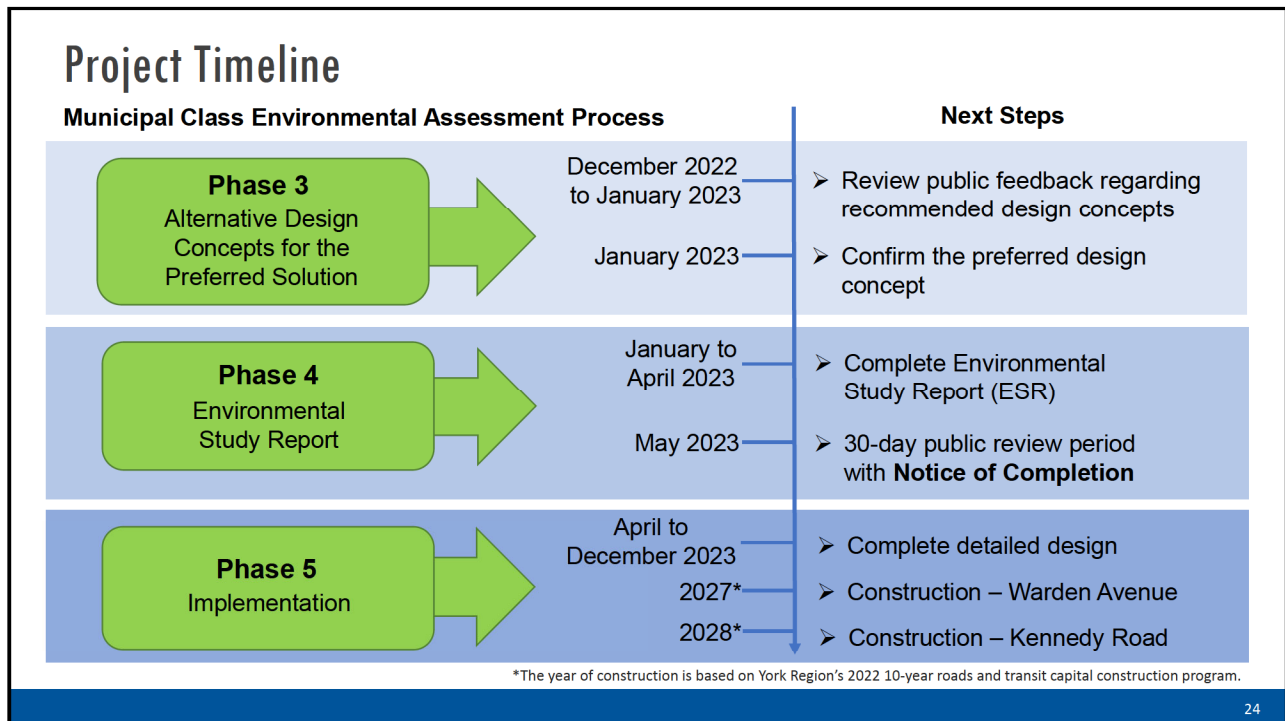 Project Timeline
Municipal Class Environmental Assessment Process
Next Steps
Phase 3
Alternative Design
Concepts for the
Preferred Solution
December 2022
to January 2023
➢ Review public feedback regarding
recommended design concepts
January 2023
➢ Confirm the preferred design
concept
Phase 4
Environmental
Study Report
January to
April 2023
➢ Complete Environmental
Study Report (ESR)
May 2023
➢ 30-day public review period
with Notice of Completion
Phase 5
Implementation
April to
December 2023
➢ Complete detailed design
2027*
➢ Construction – Warden Avenue
2028*
➢ Construction – Kennedy Road
*The year of construction is based on York Region's 2022 10-year roads and transit capital construction program.
24